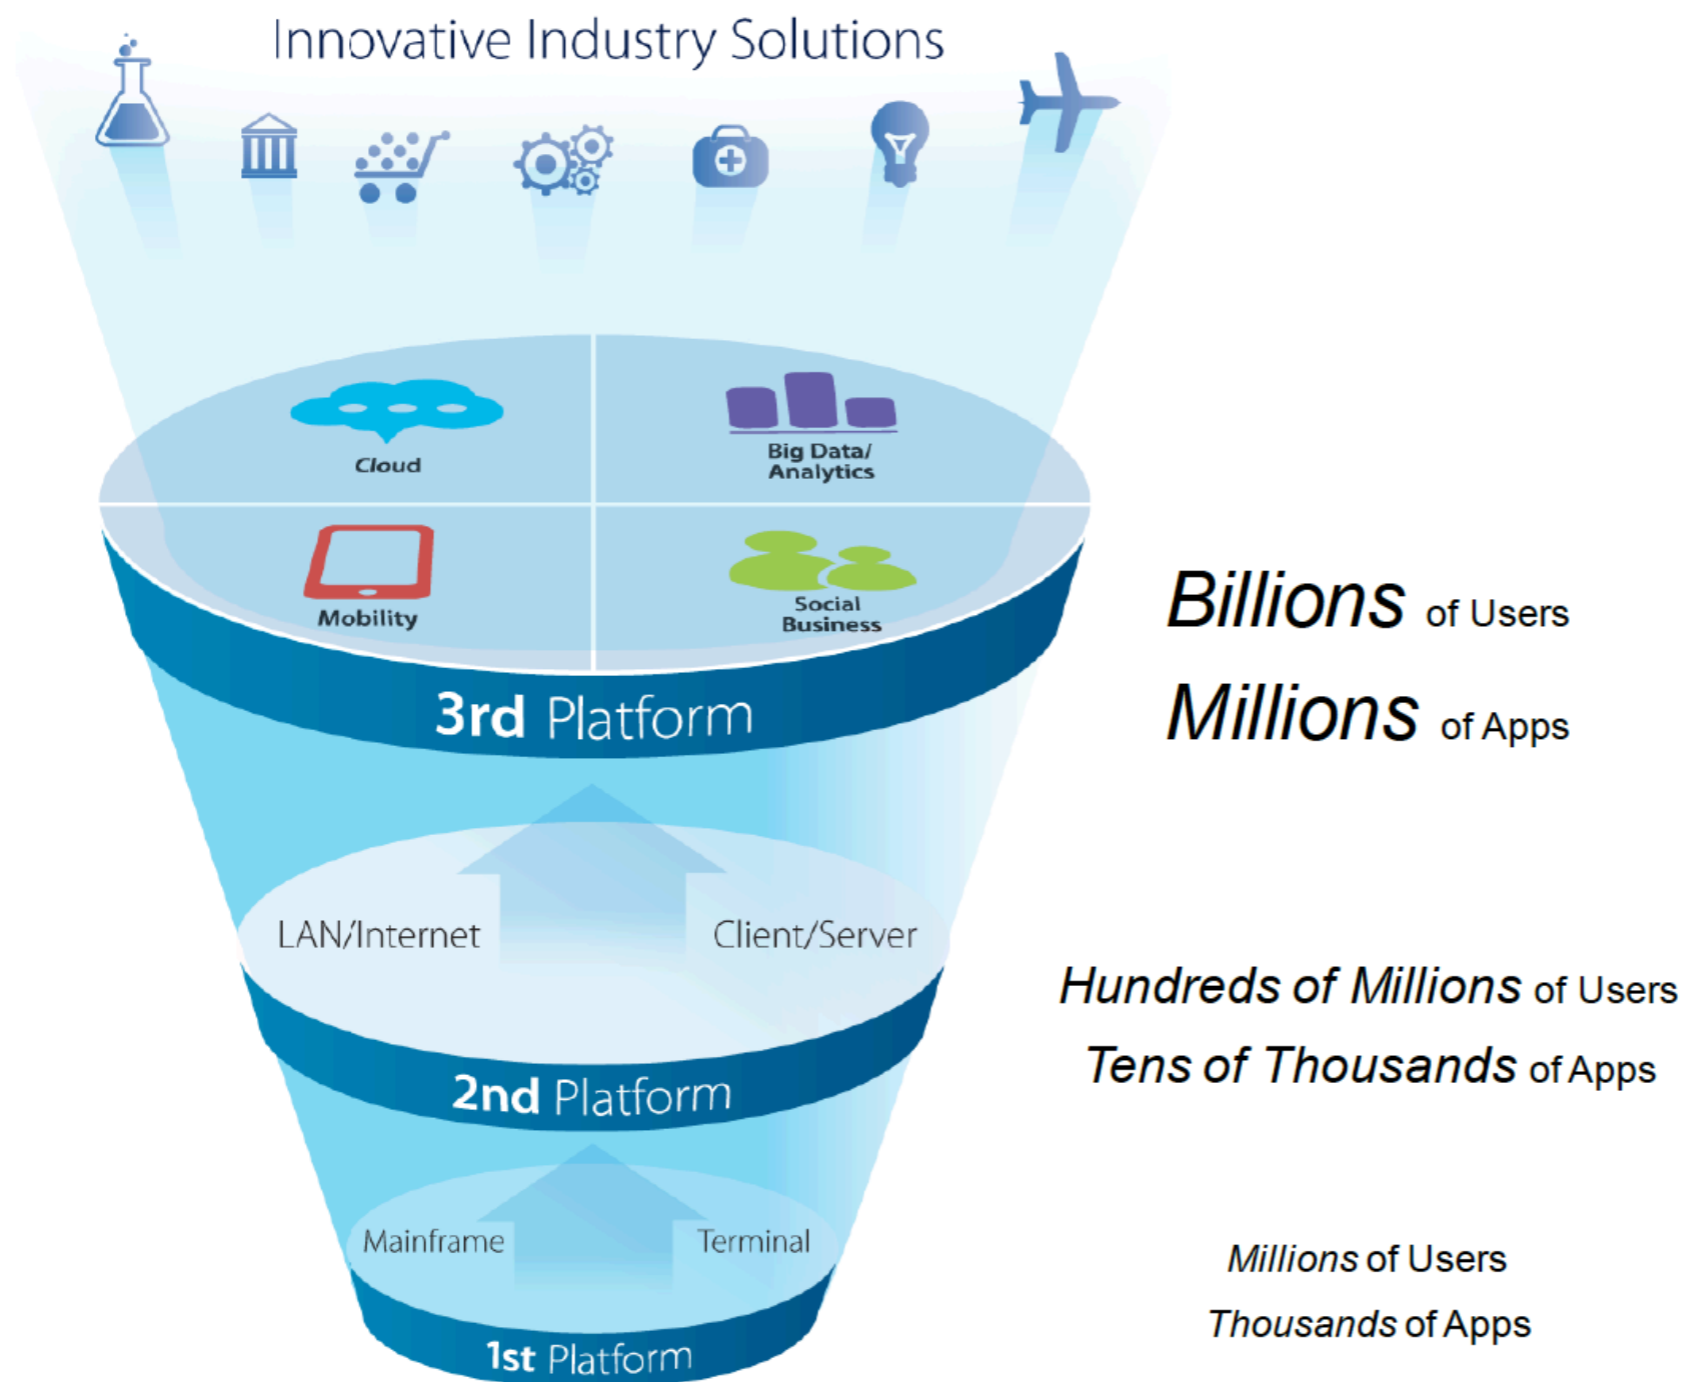 Innovative Industry Solutions
Cloud
Big Data/
Analytics
Mobility
Social
Business
3rd Platform
Billions of Users
Millions of Apps
LAN/Internet
Client/Server
2nd Platform
Hundreds of Millions of Users
Tens of Thousands of Apps
Mainframe
Terminal
1st Platform
Millions of Users
Thousands of Apps